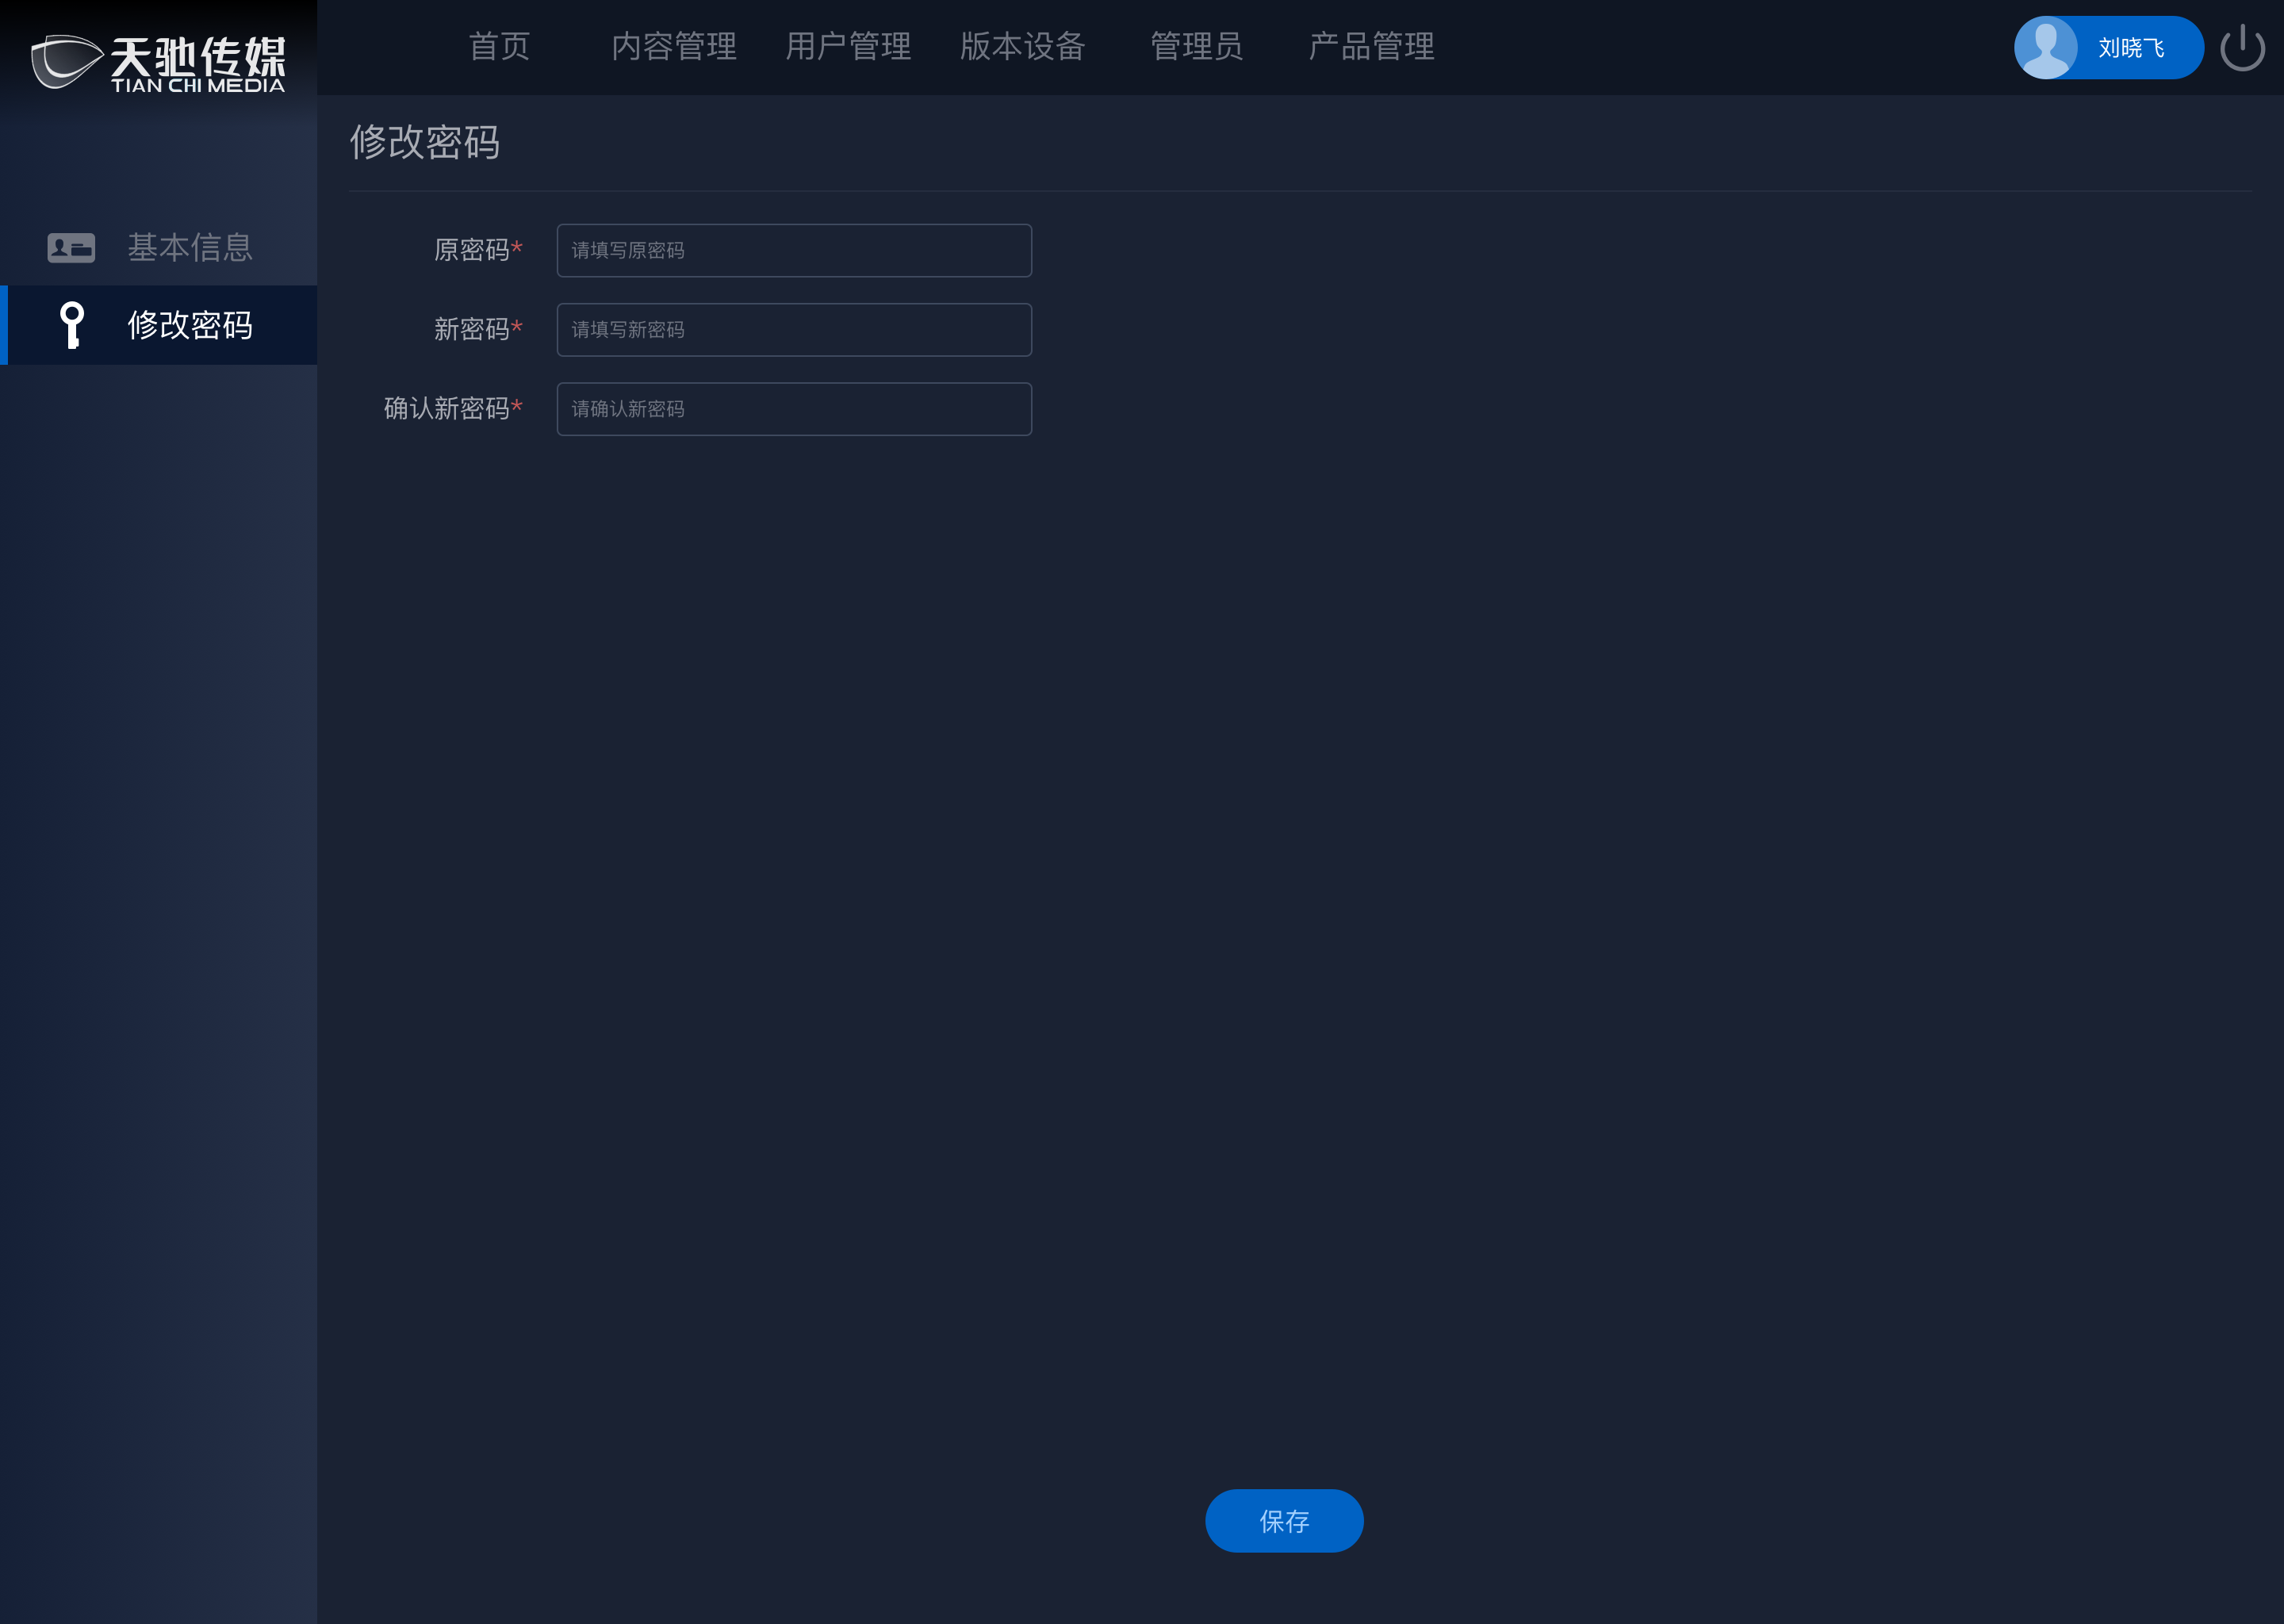 天驰传媒
TIAN CHI MEDIA
首页 内容管理 用户管理 版本设备 管理员 产品管理
刘晓飞
基本信息
修改密码
修改密码
原密码* 请填写原密码
新密码* 请填写新密码
确认新密码* 请确认新密码
保存